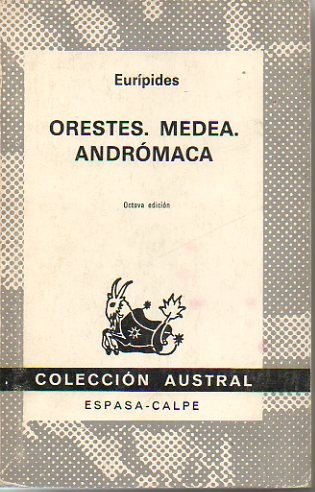 Eurípides
ORESTES. MEDEA.
ANDRÓMACA
Octava edición
COLECCIÓN AUSTRAL
ESPASA-CALPE